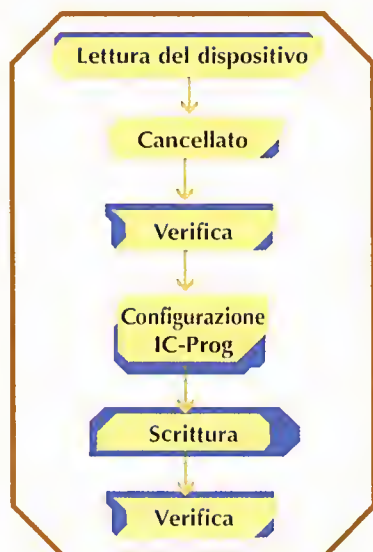 Lettura del dispositivo
Cancellato
Verifica
Configurazione
IC-Prog
Scrittura
Verifica